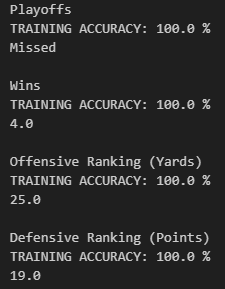 Playoffs
TRAINING ACCURACY: 100.0 %
Missed
Wins
TRAINING ACCURACY: 100.0 %
4.0
Offensive Ranking (Yards)
TRAINING ACCURACY: 100.0 %
25.0
Defensive Ranking (Points)
TRAINING ACCURACY: 100.0 %
19.0